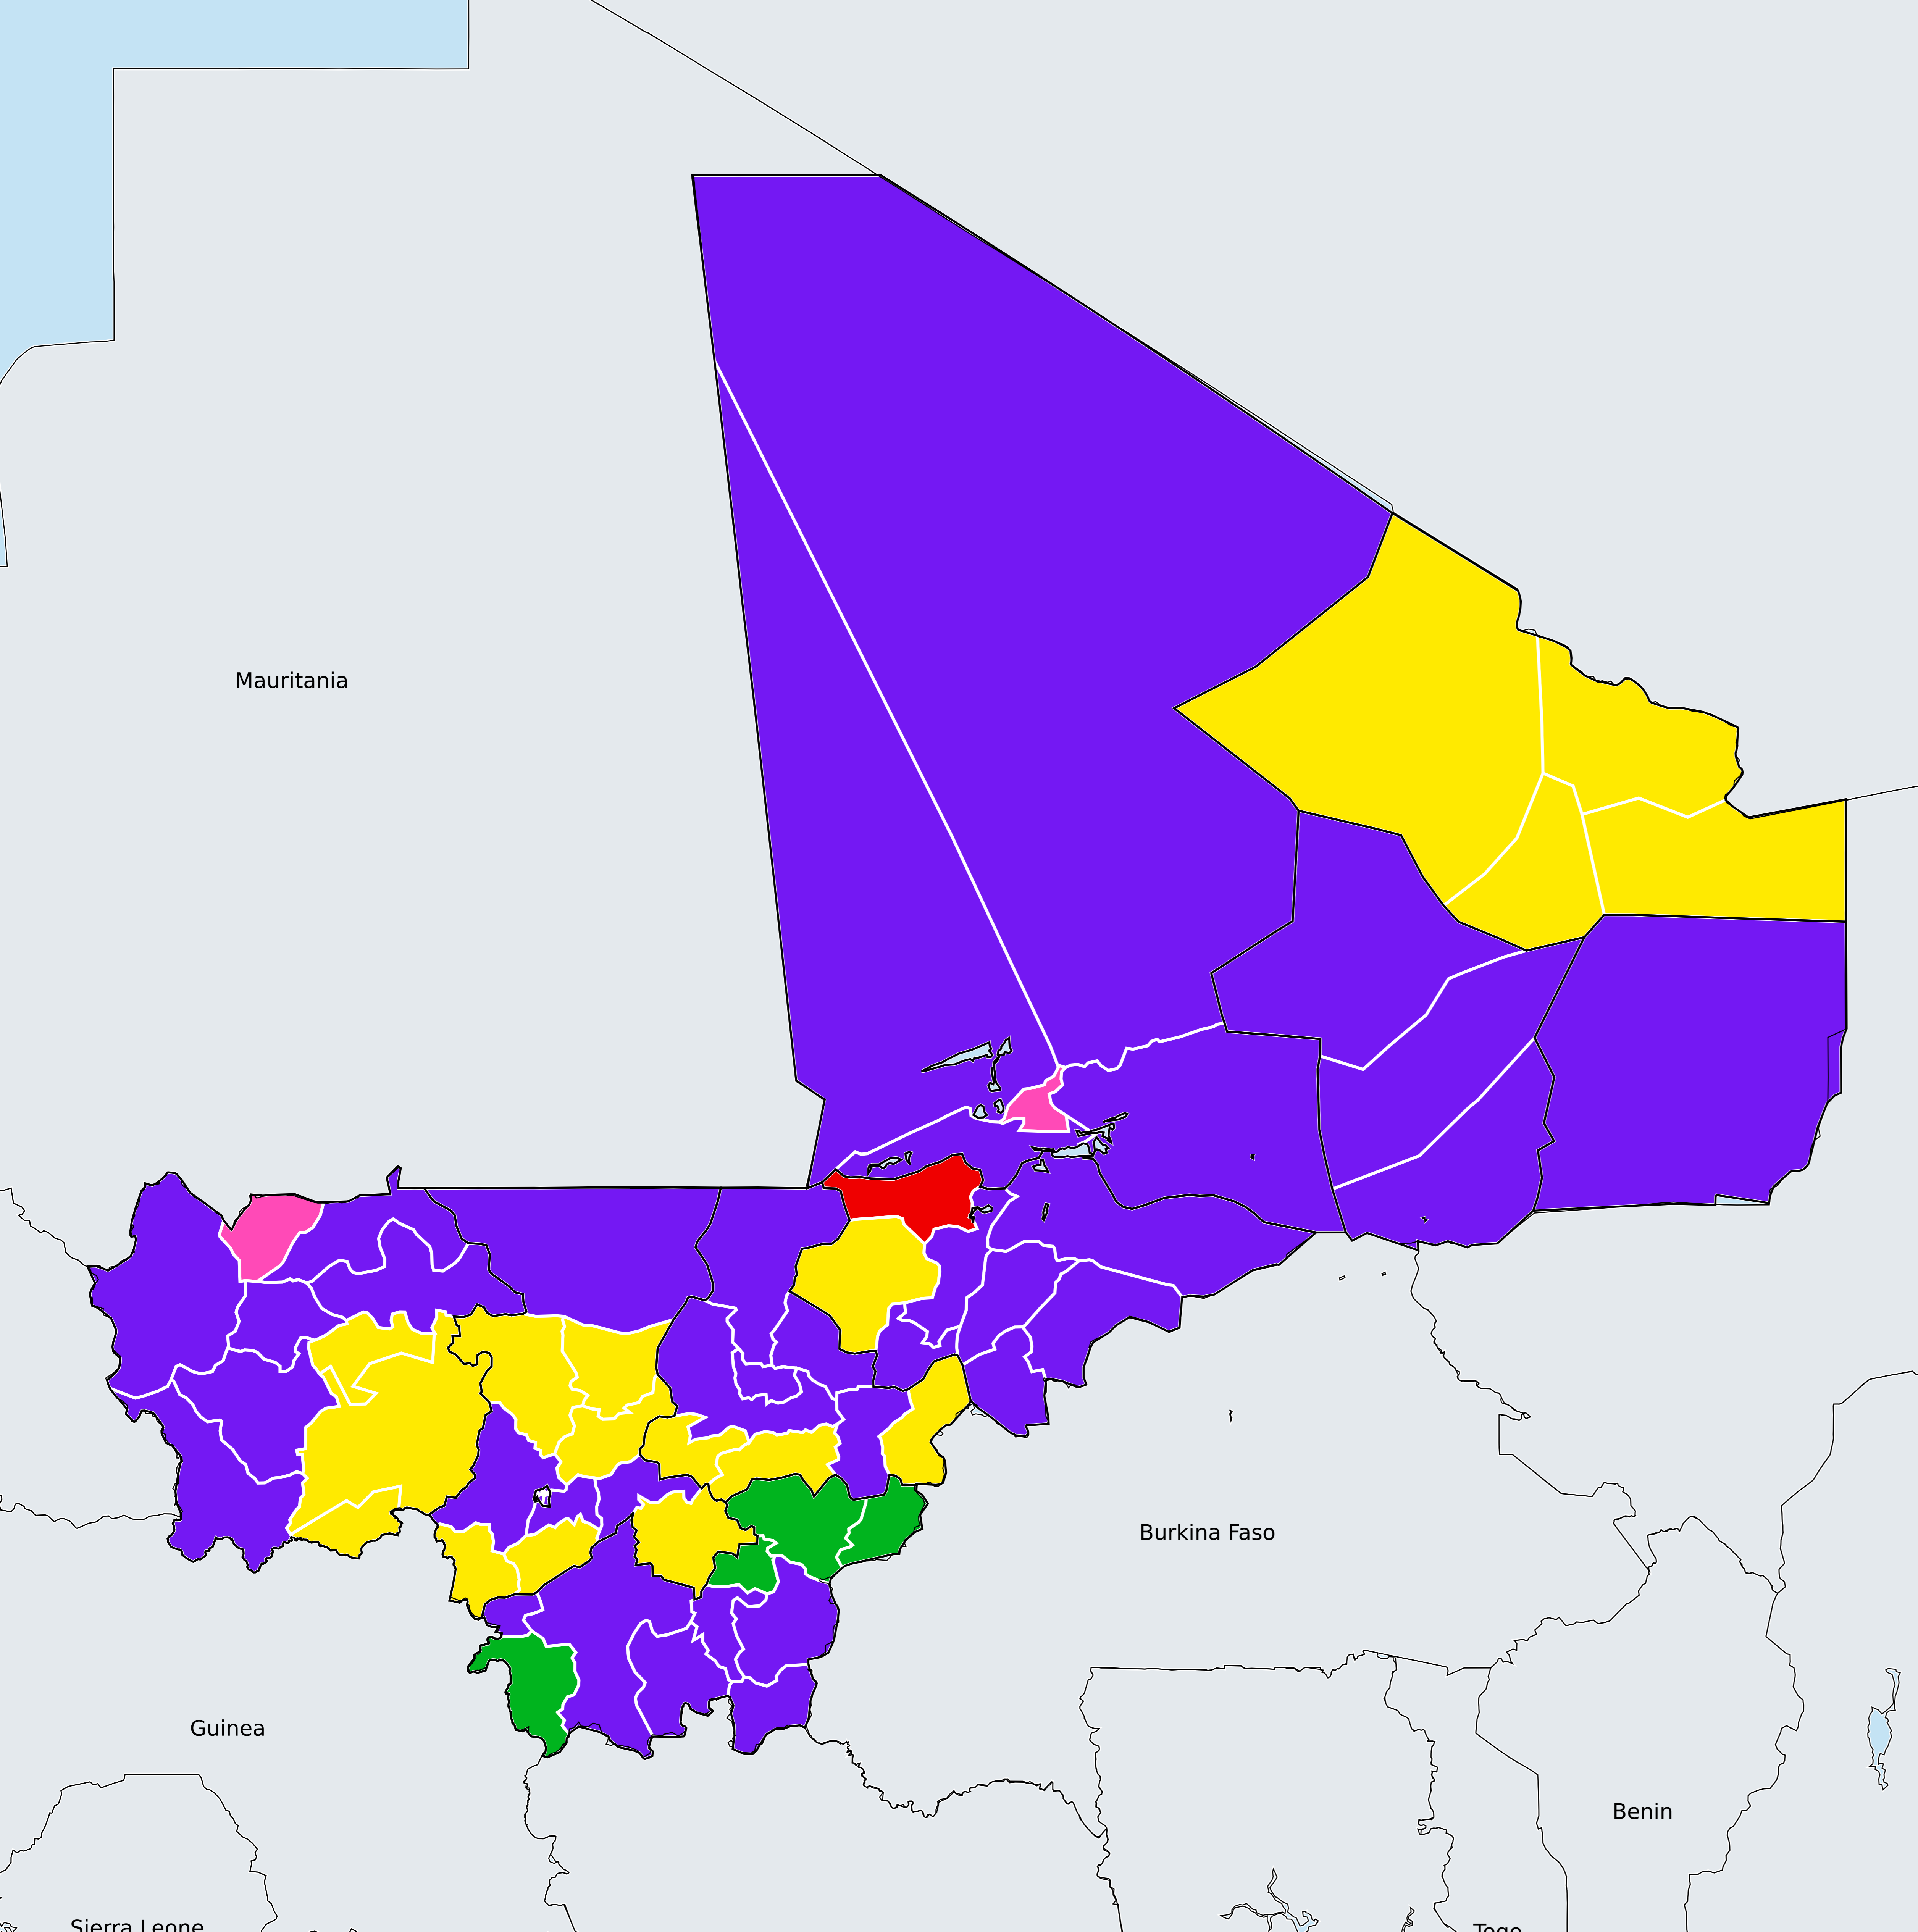 Mauritania
Burkina Faso
Guinea
Benin
Sierra Leone
Togo